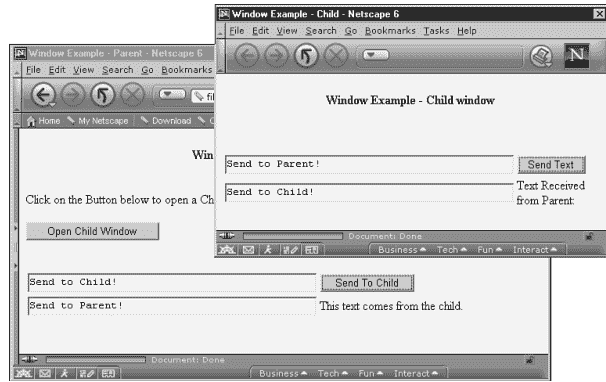 Window Example - Child - Netscape 6
File Edit View Search Go Bookmarks Tasks Help
N
Window Example - Child window
Send to Parent!
Send Text
Send to Child!
Text Received
from Parent:
Document: Done
Business Tech Fun Interact
Window Example - Parent - Netscape 6
File Edit View Search Go Bookmarks
Home My Netscape Download
Win
Click on the Button below to open a Ch
Open Child Window
Send to Child!
Send To Child
Send to Parent!
This text comes from the child.
Document: Done
Business Tech Fun Interact